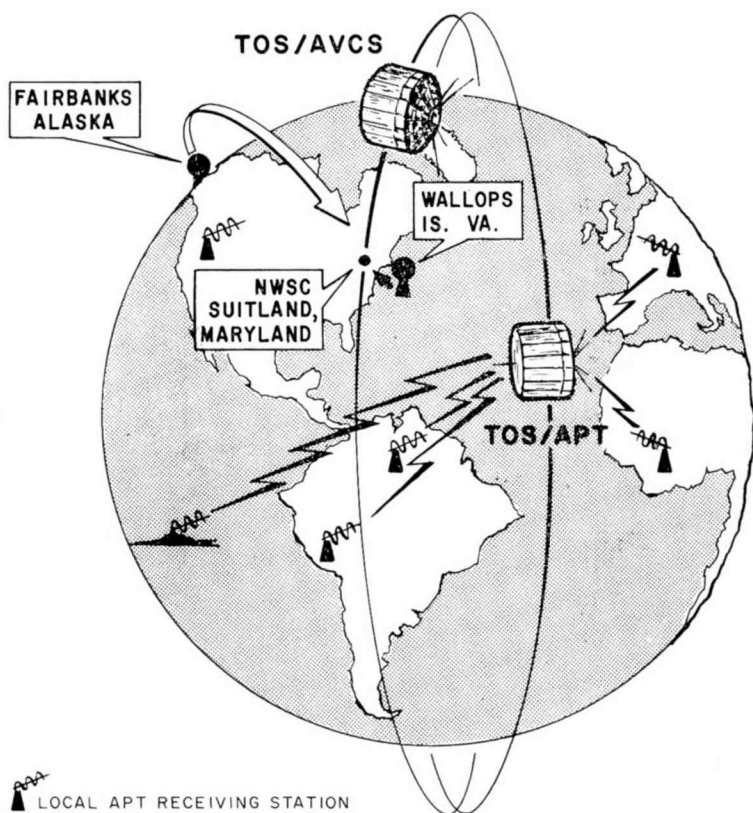 TOS/AVCS
FAIRBANKS
ALASKA
WALLOPS
IS. VA.
NWSC
SUITLAND,
MARYLAND
TOS/APT
LOCAL APT RECEIVING STATION